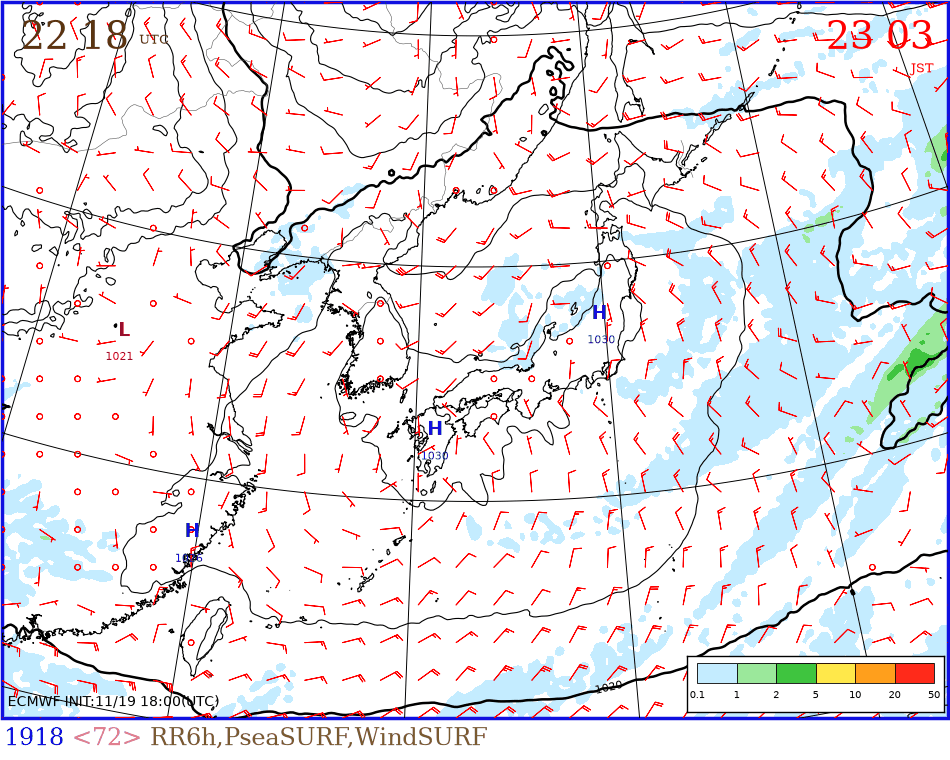 22 18 UTC
23 03
JST
L
1021
H
1030
H
1030
H
1020
ECMWF INIT:11/19 18:00(UTC)
0.1 1 2 5 10 20 50
1918 <72> RR6h,PseaSURF,WindSURF